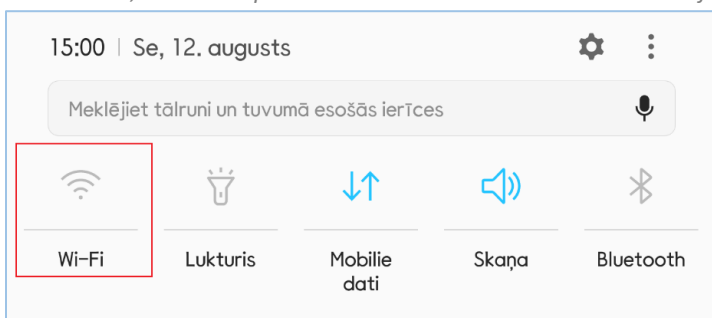 15:00 | Se, 12. augusts
Meklējiet tālruni un tuvumā esošās ierīces
Wi-Fi Lukturis Mobilie dati Skaņa Bluetooth